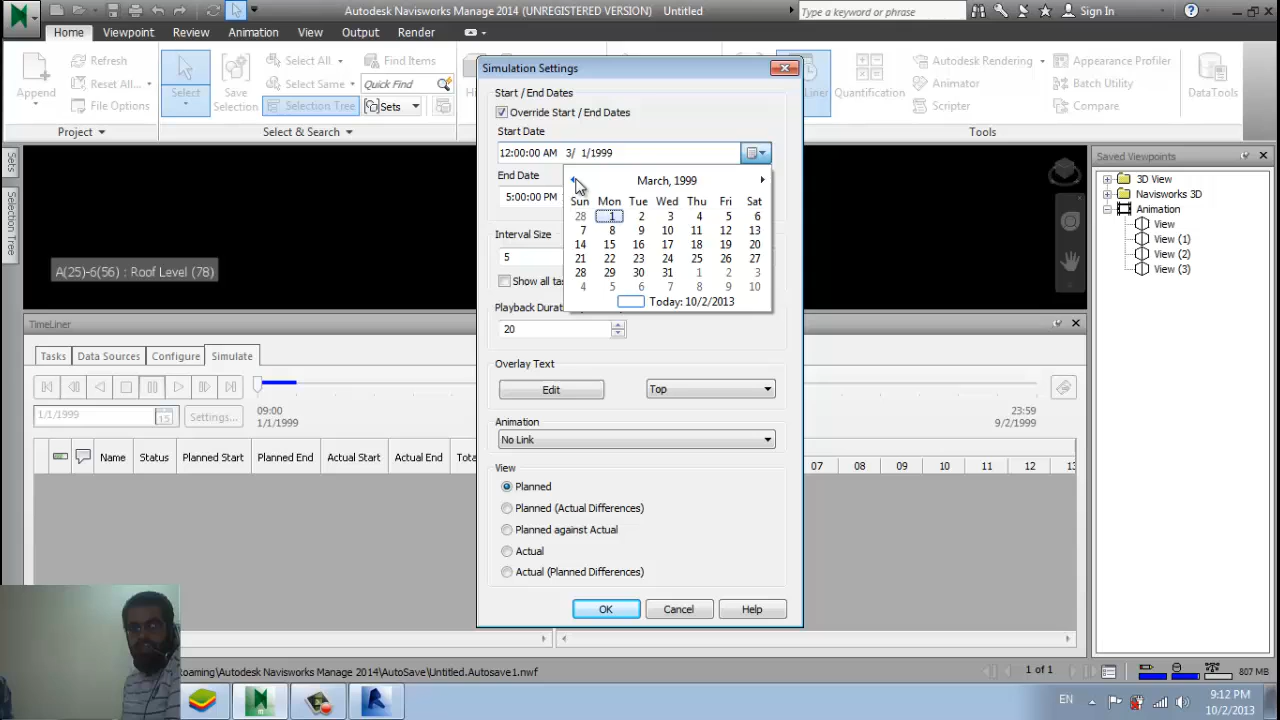 Autodesk Navisworks Manage 2014 (UNREGISTERED VERSION) Untitled
Type a keyword or phrase
Sign In
Home Viewpoint Review Animation View Output Render
Append
Refresh
Reset All...
File Options
Project
Select
Save Selection
Select All
Select Same
Selection Tree
Find Items
Quick Find
Sets
Select & Search
Quantification
Autodesk Rendering
Animator
Scripter
Appearance Profiler
Batch Utility
Compare
DataTools
Tools
Sets
Selection Tree
A(25)-6(56) : Roof Level (78)
Simulation Settings
Start / End Dates
Override Start / End Dates
Start Date
12:00:00 AM 3/ 1/1999
End Date
5:00:00 PM
March, 1999
Sun Mon Tue Wed Thu Fri Sat
28 1 2 3 4 5 6
7 8 9 10 11 12 13
14 15 16 17 18 19 20
21 22 23 24 25 26 27
28 29 30 31 1 2 3
4 5 6 7 8 9 10
Today: 10/2/2013
Interval Size
5
Show all
Playback
20
Overlay Text
Edit
Top
Animation
No Link
View
Planned
Planned (Actual Differences)
Planned against Actual
Actual
Actual (Planned Differences)
OK Cancel Help
Saved Viewpoints
3D View
Navisworks 3D
Animation
View
View (1)
View (2)
View (3)
TimeLiner
Tasks Data Sources Configure Simulate
1/1/1999
15
Settings...
09:00
1/1/1999
23:59
9/2/1999
Name Status Planned Start Planned End Actual Start Actual End
07 08 09 10 11 12
oaming\Autodesk Navisworks Manage 2014\AutoSave\Untitled.Autosave1.nwf
1 of 1
807 MB
EN
9:12 PM
10/2/2013